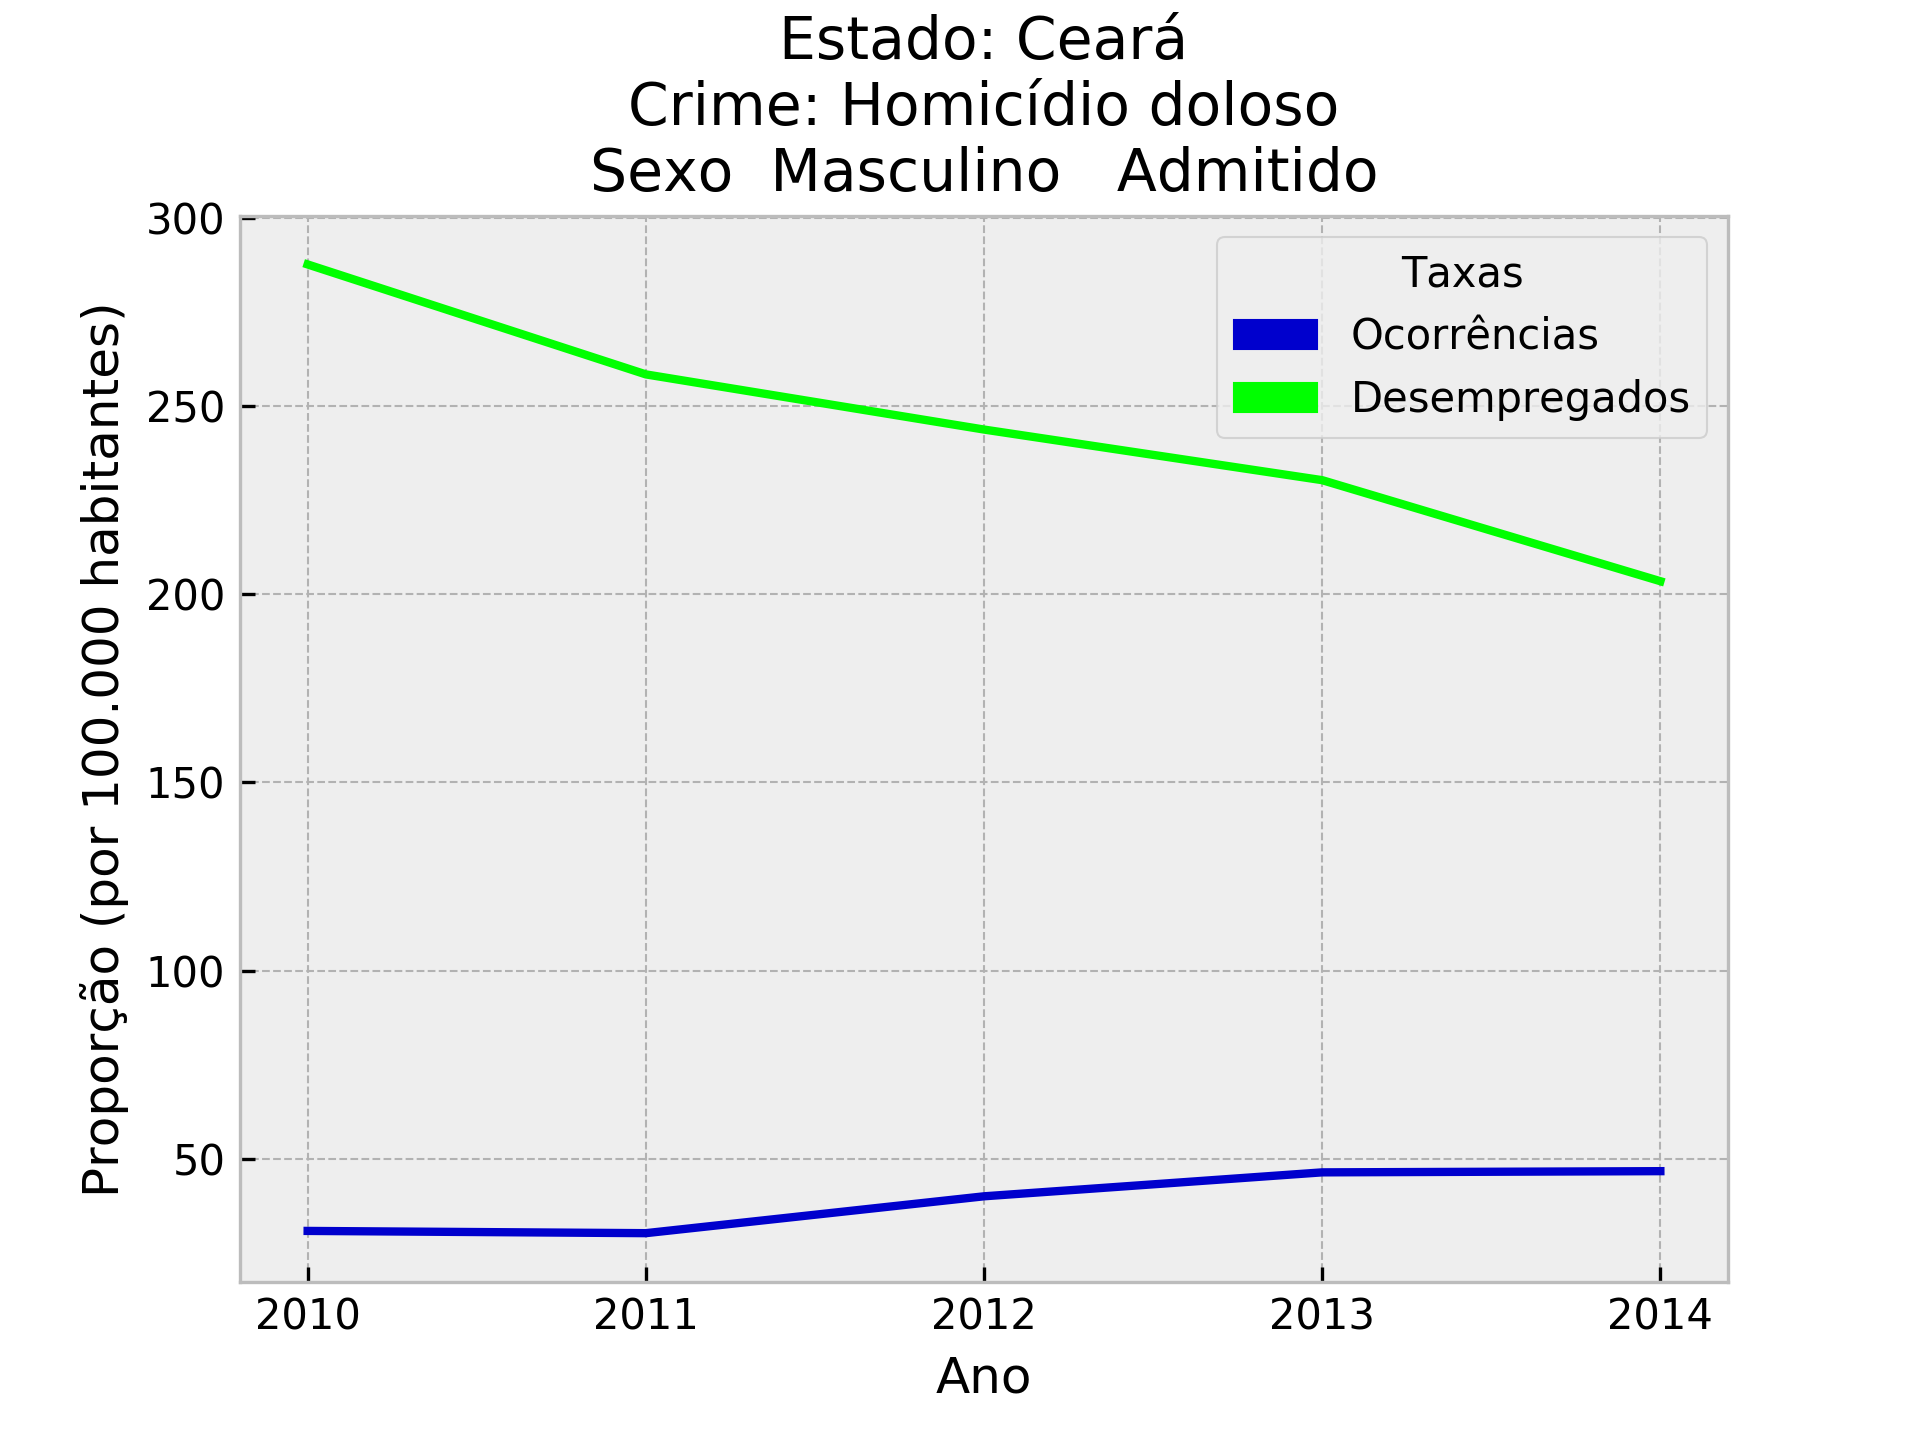 Estado: Ceará
Crime: Homicídio doloso
Sexo  Masculino   Admitido
Taxas
Ocorrências
Desempregados
Proporção (por 100.000 habitantes)
300
250
200
150
100
50
2010 2011 2012 2013 2014
Ano